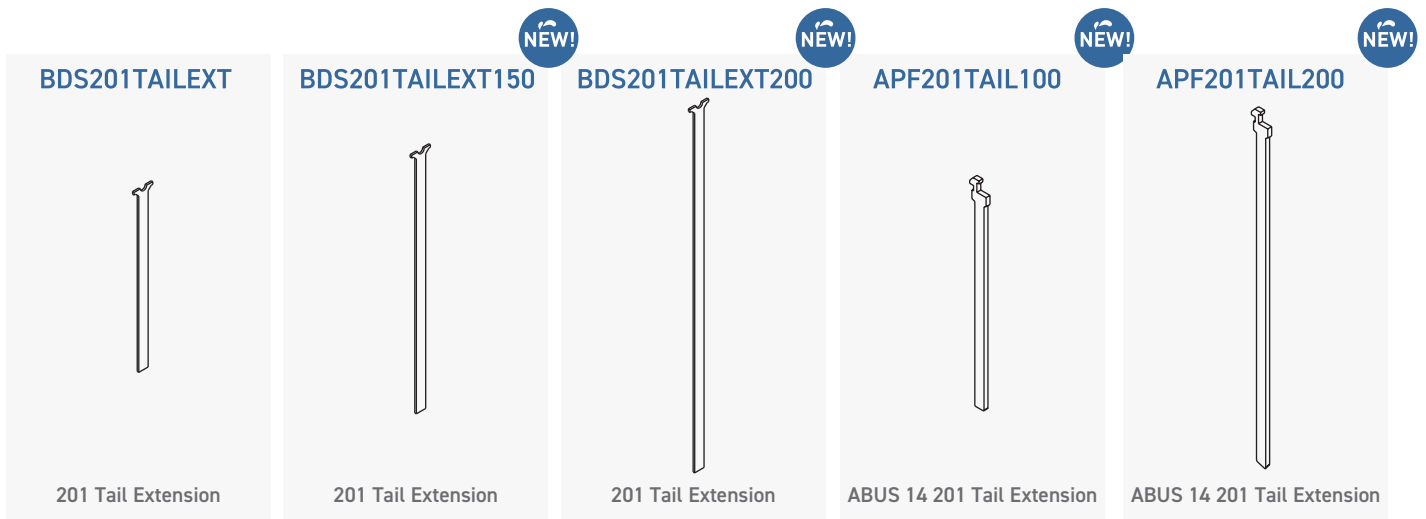 NEW!
NEW!
NEW!
NEW!
BDS201TAILEXT
BDS201TAILEXT150
BDS201TAILEXT200
APF201TAIL100
APF201TAIL200
201 Tail Extension
201 Tail Extension
201 Tail Extension
ABUS 14 201 Tail Extension
ABUS 14 201 Tail Extension